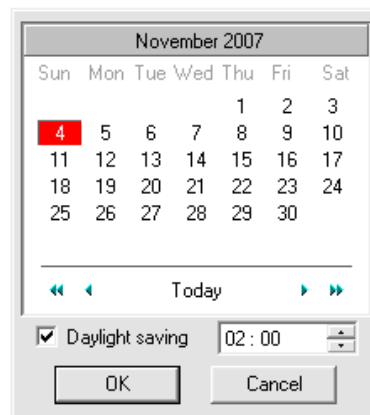 November 2007
Sun Mon Tue Wed Thu Fri Sat
1 2 3
4 5 6 7 8 9 10
11 12 13 14 15 16 17
18 19 20 21 22 23 24
25 26 27 28 29 30
Today
Daylight saving 02 : 00
OK Cancel